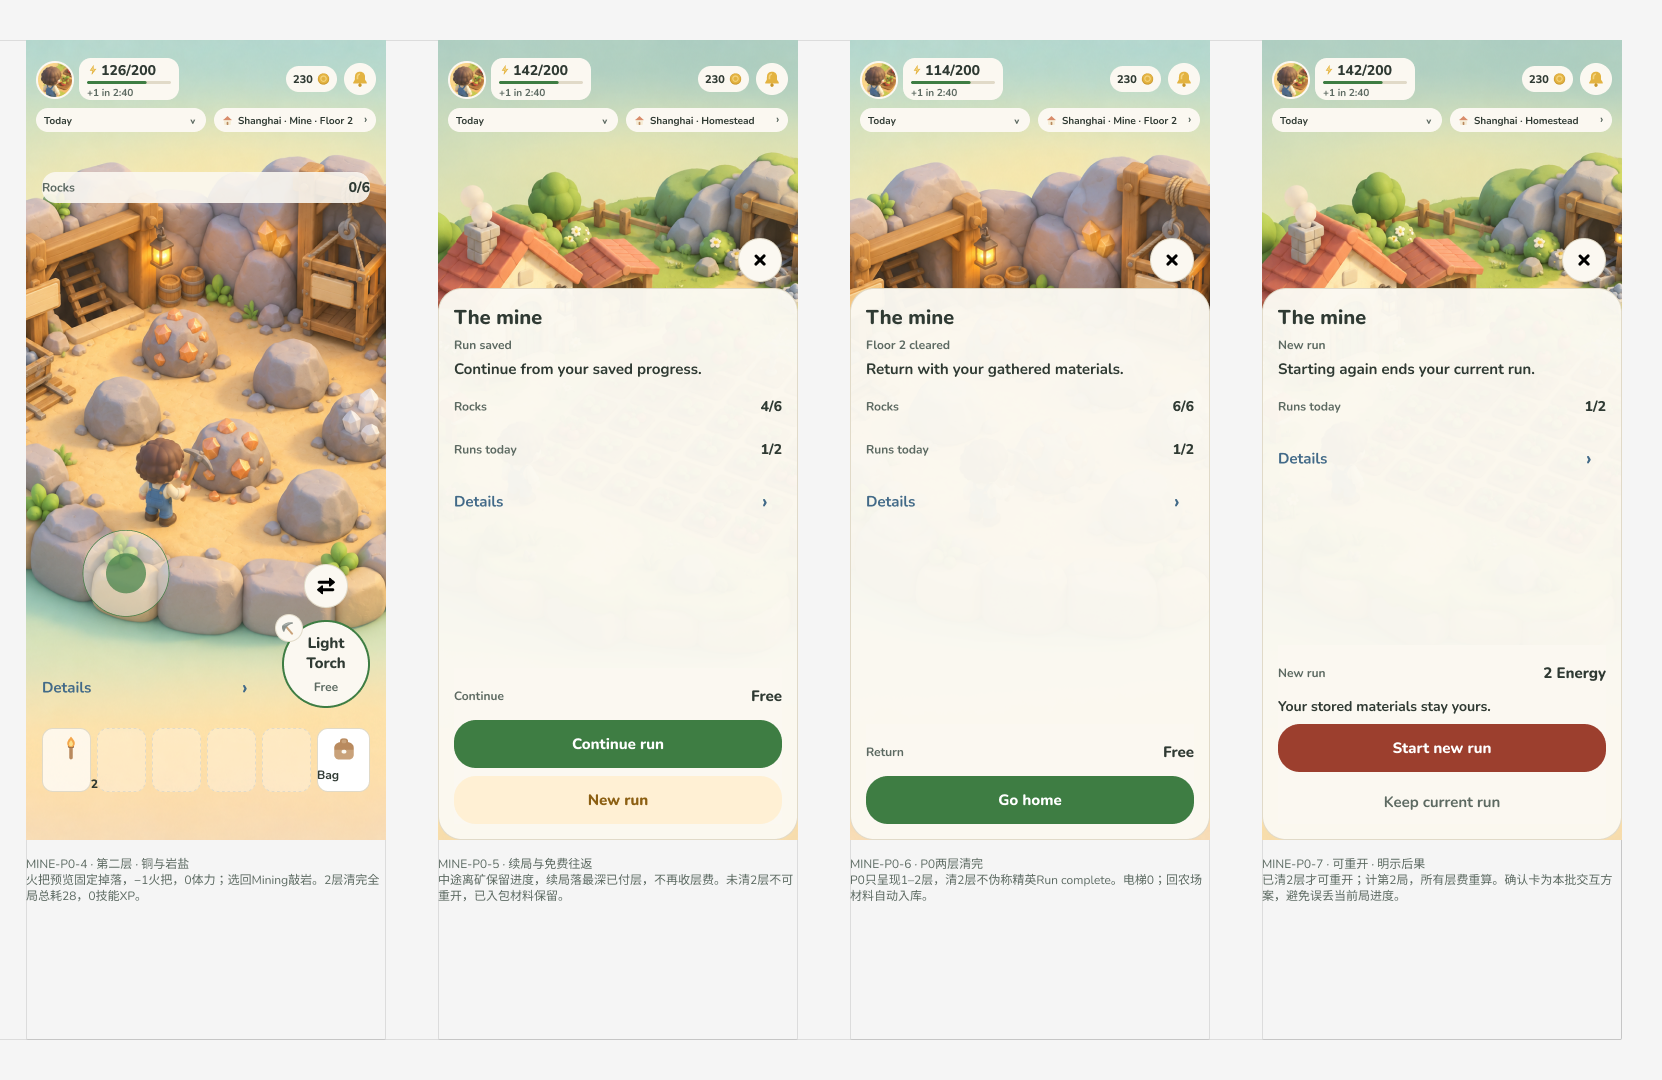 126/200
+1 in 2:40
230
Today
Shanghai · Mine · Floor 2
Rocks 0/6
Light
Torch
Free
Details
2
Bag
MINE-P0-4 · 第二层 · 铜与岩盐
火把预览固定掉落，−1火把，0体力；选回Mining敲岩。2层清完全
局总耗28，0技能XP。
142/200
+1 in 2:40
230
Today
Shanghai · Homestead
The mine
Run saved
Continue from your saved progress.
Rocks 4/6
Runs today 1/2
Details
Continue Free
Continue run
New run
MINE-P0-5 · 续局与免费往返
中途离矿保留进度，续局落最深已付层，不再收层费。未清2层不可
重开，已入包材料保留。
114/200
+1 in 2:40
230
Today
Shanghai · Mine · Floor 2
The mine
Floor 2 cleared
Return with your gathered materials.
Rocks 6/6
Runs today 1/2
Details
Return Free
Go home
MINE-P0-6 · P0两层清完
P0只呈现1–2层，清2层不伪称精英Run complete。电梯0；回农场
材料自动入库。
142/200
+1 in 2:40
230
Today
Shanghai · Homestead
The mine
New run
Starting again ends your current run.
Runs today 1/2
Details
New run 2 Energy
Your stored materials stay yours.
Start new run
Keep current run
MINE-P0-7 · 可重开 · 明示后果
已清2层才可重开；计第2局，所有层费重算。确认卡为本批交互方
案，避免误丢当前局进度。